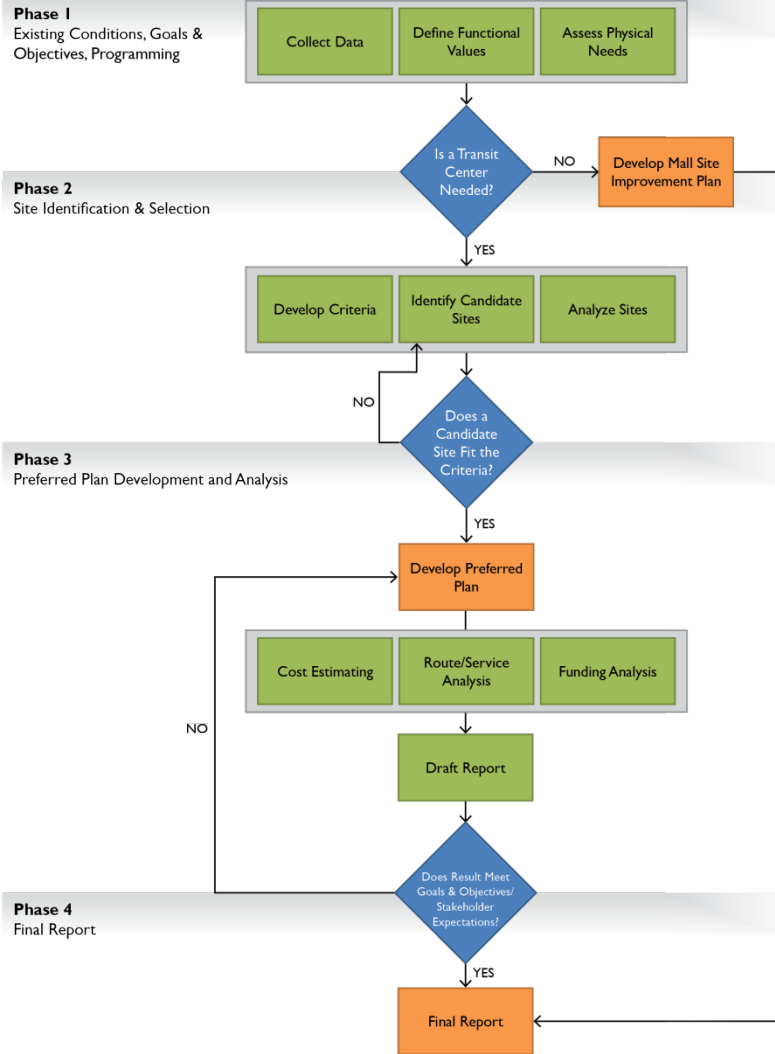 Phase 1
Existing Conditions, Goals &
Objectives, Programming
Collect Data
Define Functional
Values
Assess Physical
Needs
Is a Transit
Center
Needed?
NO
Develop Mall Site
Improvement Plan
Phase 2
Site Identification & Selection
YES
Develop Criteria
Identify Candidate
Sites
Analyze Sites
NO
Does a
Candidate
Site Fit the
Criteria?
Phase 3
Preferred Plan Development and Analysis
YES
Develop Preferred
Plan
Cost Estimating
Route/Service
Analysis
Funding Analysis
NO
Draft Report
Does Result Meet
Goals & Objectives/
Stakeholder
Expectations?
Phase 4
Final Report
YES
Final Report